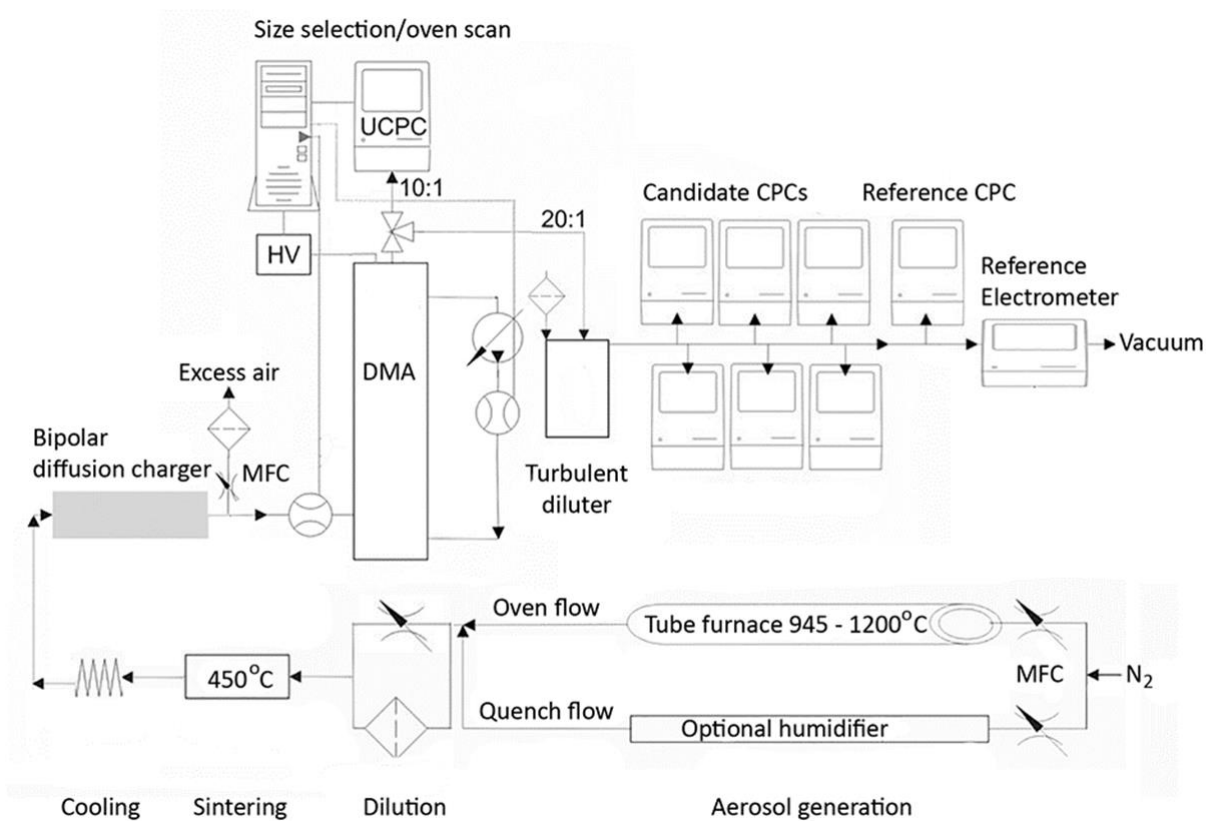 Size selection/oven scan
UCPC
10:1
20:1
HV
DMA
Candidate CPCs
Reference CPC
Reference
Electrometer
Vacuum
Excess air
Bipolar
diffusion charger
MFC
Turbulent
diluter
Oven flow
Tube furnace 945 - 1200°C
MFC
N₂
450°C
Quench flow
Optional humidifier
Cooling
Sintering
Dilution
Aerosol generation